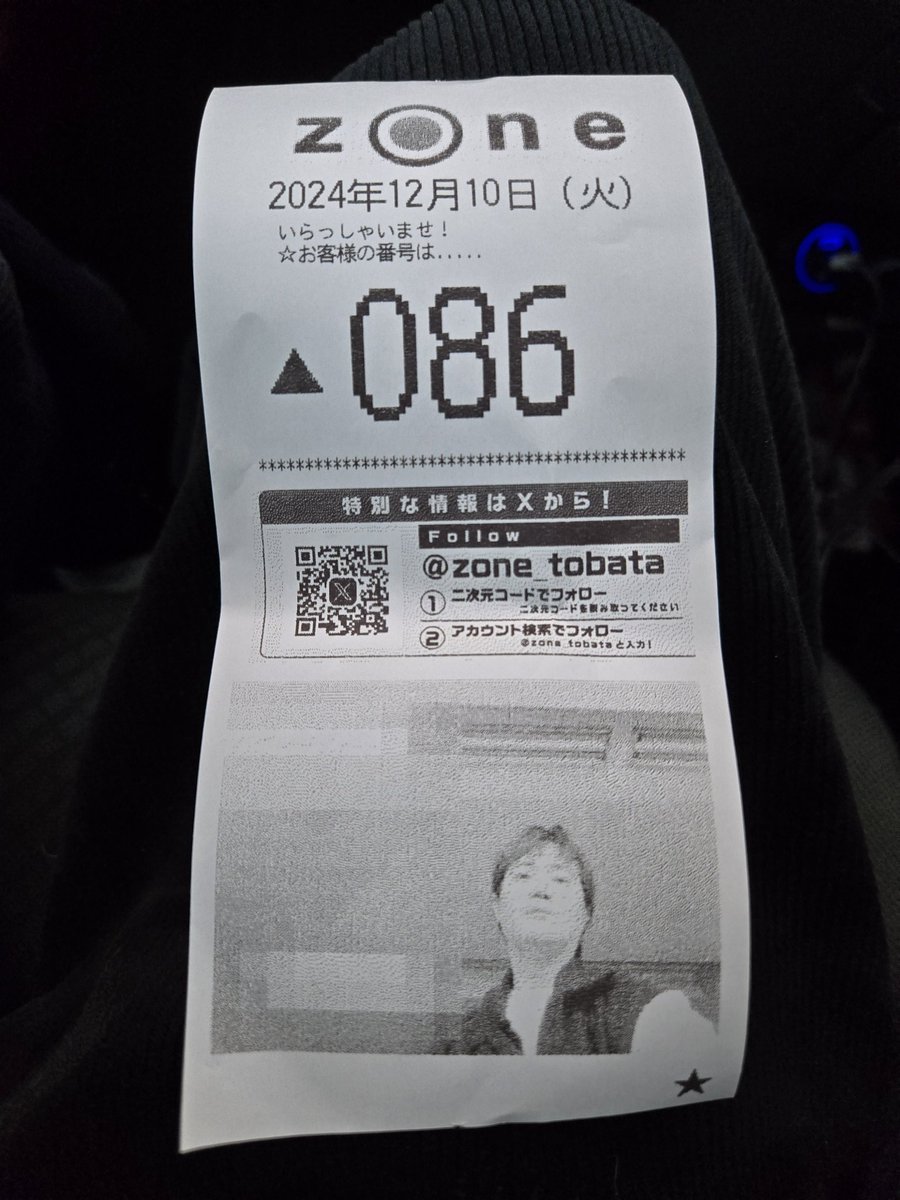 zone
2024年12月10日（火）
いらっしゃいませ！
☆お客様の番号は.....
▲086
******************************************
特別な情報はXから！
Follow
@zone_tobata
① 二次元コードでフォロー
二次元コードを読み取ってください
② アカウント検索でフォロー
@zone_tobataと入力！
★